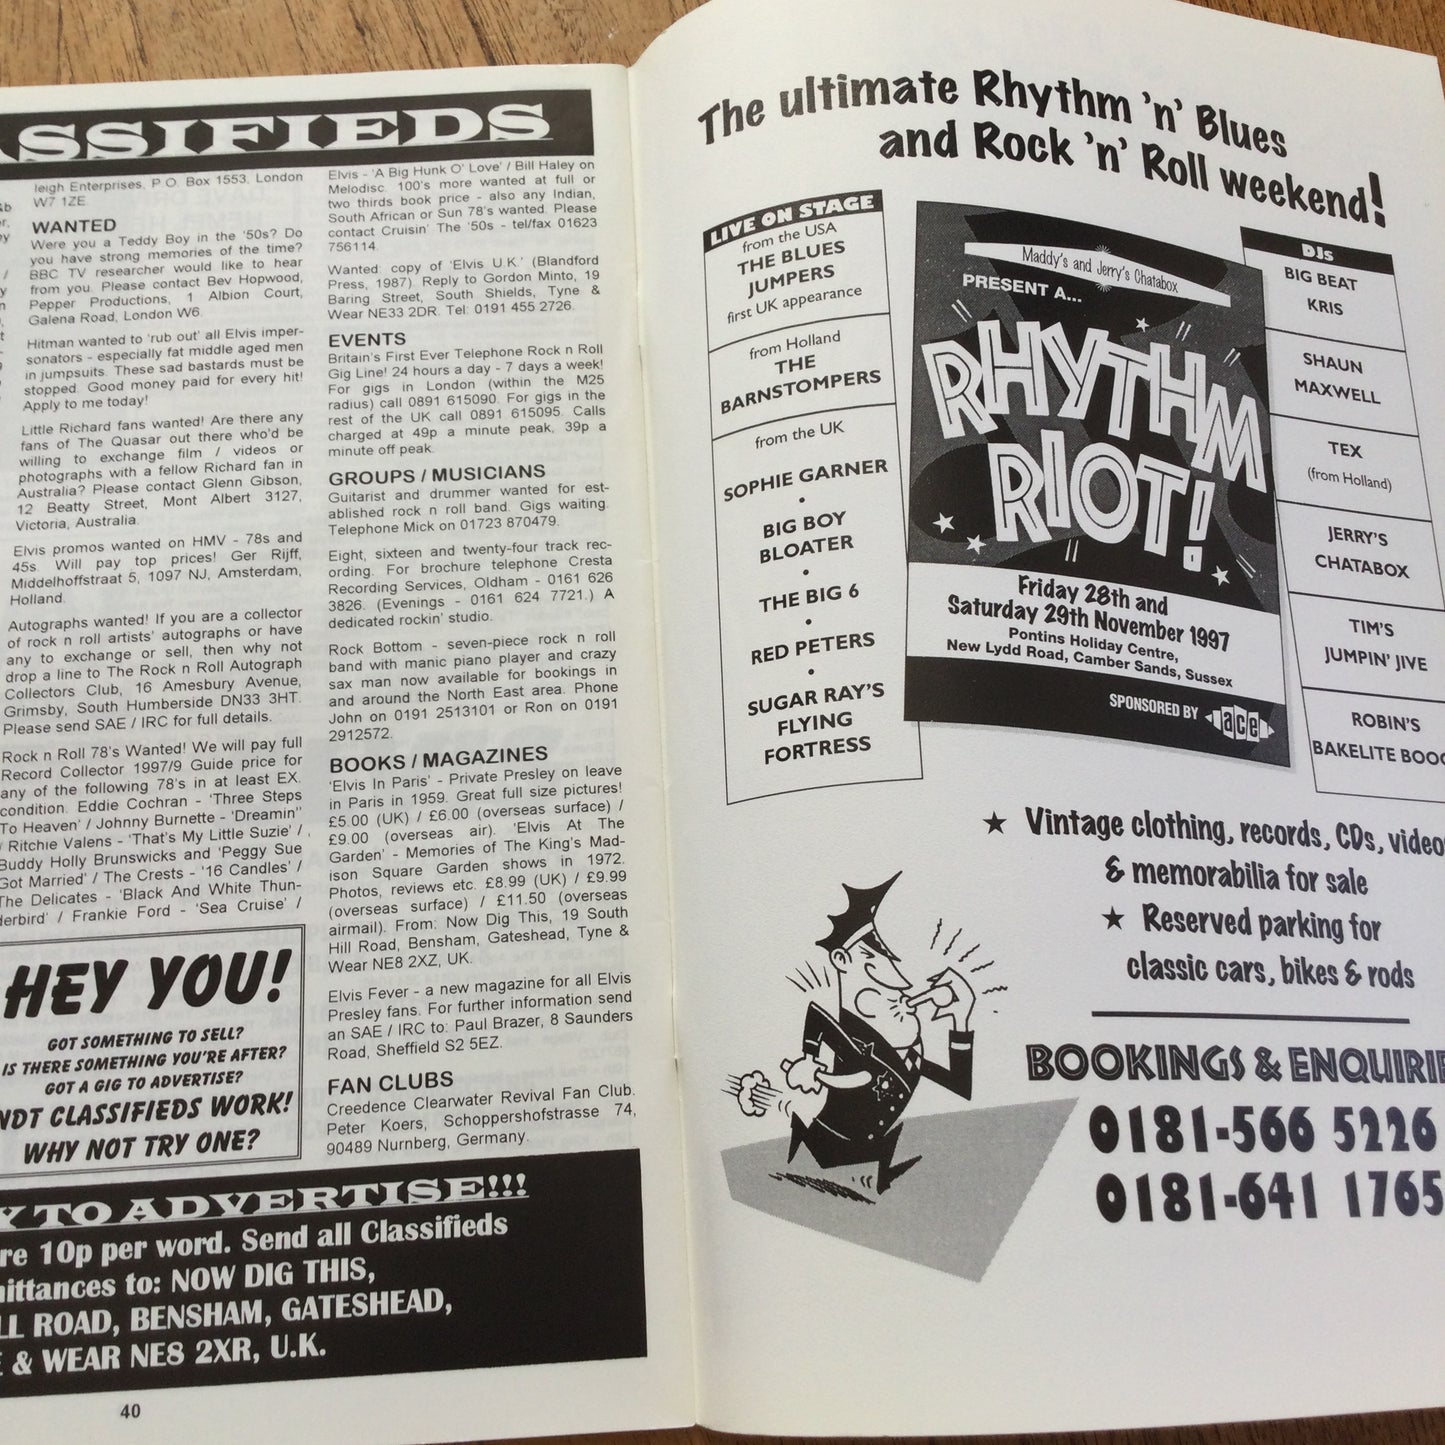 ASSIFIEDS
leigh Enterprises, P.O. Box 1553, London
W7 1ZE
WANTED
Were you a Teddy Boy in the '50s? Do
you have strong memories of the time?
BBC TV researcher would like to hear
from you. Please contact Bev Hopwood,
Pepper Productions, 1 Albion Court,
Galena Road, London W6.
Hitman wanted to 'rub out' all Elvis imper-
sonators - especially fat middle aged men
in jumpsuits. These sad bastards must be
stopped. Good money paid for every hit!
Apply to me today!
Little Richard fans wanted! Are there any
fans of The Quasar out there who'd be
willing to exchange film / videos or
photographs with a fellow Richard fan in
Australia? Please contact Glenn Gibson,
12 Beatty Street, Mont Albert 3127,
Victoria, Australia.
Elvis promos wanted on HMV - 78s and
45s. Will pay top prices! Ger Rijff,
Middelhoffstraat 5, 1097 NJ, Amsterdam,
Holland.
Autographs wanted! If you are a collector
of rock n roll artists' autographs or have
any to exchange or sell, then why not
drop a line to The Rock n Roll Autograph
Collectors Club, 16 Amesbury Avenue,
Grimsby, South Humberside DN33 3HT.
Please send SAE / IRC for full details.
Rock n Roll 78's Wanted! We will pay full
Record Collector 1997/9 Guide price for
any of the following 78's in at least EX.
condition. Eddie Cochran - 'Three Steps
To Heaven' / Johnny Burnette - 'Dreamin''
/ Ritchie Valens - 'That's My Little Suzie' /
Buddy Holly Brunswicks and 'Peggy Sue
Got Married' / The Crests - '16 Candles' /
The Delicates - 'Black And White Thun-
derbird' / Frankie Ford - 'Sea Cruise' /
HEY YOU!
GOT SOMETHING TO SELL?
IS THERE SOMETHING YOU'RE AFTER?
GOT A GIG TO ADVERTISE?
NDT CLASSIFIEDS WORK!
WHY NOT TRY ONE?
Elvis - 'A Big Hunk O' Love' / Bill Haley on
Melodisc. 100's more wanted at full or
two thirds book price - also any Indian,
South African or Sun 78's wanted. Please
contact Cruisin' The '50s - tel/fax 01623
756114.
Wanted: copy of 'Elvis U.K.' (Blandford
Press, 1987). Reply to Gordon Minto, 19
Baring Street, South Shields, Tyne &
Wear NE33 2DR. Tel: 0191 455 2726.
EVENTS
Britain's First Ever Telephone Rock n Roll
Gig Line! 24 hours a day - 7 days a week!
For gigs in London (within the M25
radius) call 0891 615090. For gigs in the
rest of the UK call 0891 615095. Calls
charged at 49p a minute peak, 39p a
minute off peak.
GROUPS / MUSICIANS
Guitarist and drummer wanted for est-
ablished rock n roll band. Gigs waiting.
Telephone Mick on 01723 870479.
Eight, sixteen and twenty-four track rec-
ording. For brochure telephone Cresta
Recording Services, Oldham - 0161 626
3826. (Evenings - 0161 624 7721.) A
dedicated rockin' studio.
Rock Bottom - seven-piece rock n roll
band with manic piano player and crazy
sax man now available for bookings in
and around the North East area. Phone
John on 0191 2513101 or Ron on 0191
2912572.
BOOKS / MAGAZINES
'Elvis In Paris' - Private Presley on leave
in Paris in 1959. Great full size pictures!
£5.00 (UK) / £6.00 (overseas surface) /
£9.00 (overseas air). 'Elvis At The
Garden' - Memories of The King's Mad-
ison Square Garden shows in 1972.
Photos, reviews etc. £8.99 (UK) / £9.99
(overseas surface) / £11.50 (overseas
airmail). From: Now Dig This, 19 South
Hill Road, Bensham, Gateshead, Tyne &
Wear NE8 2XZ, UK.
Elvis Fever - a new magazine for all Elvis
Presley fans. For further information send
an SAE / IRC to: Paul Brazer, 8 Saunders
Road, Sheffield S2 5EZ.
FAN CLUBS
Creedence Clearwater Revival Fan Club.
Peter Koers, Schoppershofstrasse 74,
90489 Nurnberg, Germany.
Y TO ADVERTISE!!!
re 10p per word. Send all Classifieds
ittances to: NOW DIG THIS,
LL ROAD, BENSHAM, GATESHEAD,
E & WEAR NE8 2XR, U.K.
40
The ultimate Rhythm 'n' Blues
and Rock 'n' Roll weekend!
LIVE ON STAGE
from the USA
THE BLUES
JUMPERS
first UK appearance
from Holland
THE
BARNSTOMPERS
from the UK
SOPHIE GARNER
•
BIG BOY
BLOATER
•
THE BIG 6
•
RED PETERS
•
SUGAR RAY'S
FLYING
FORTRESS
Maddy's and Jerry's Chatabox
PRESENT A...
RHYTHM
RIOT!
Friday 28th and
Saturday 29th November 1997
Pontins Holiday Centre,
New Lydd Road, Camber Sands, Sussex
SPONSORED BY ace
DJs
BIG BEAT
KRIS
SHAUN
MAXWELL
TEX
(from Holland)
JERRY'S
CHATABOX
TIM'S
JUMPIN' JIVE
ROBIN'S
BAKELITE BOO
★ Vintage clothing, records, CDs, video
& memorabilia for sale
★ Reserved parking for
classic cars, bikes & rods
BOOKINGS & ENQUIRIE
0181-566 5226
0181-641 1765